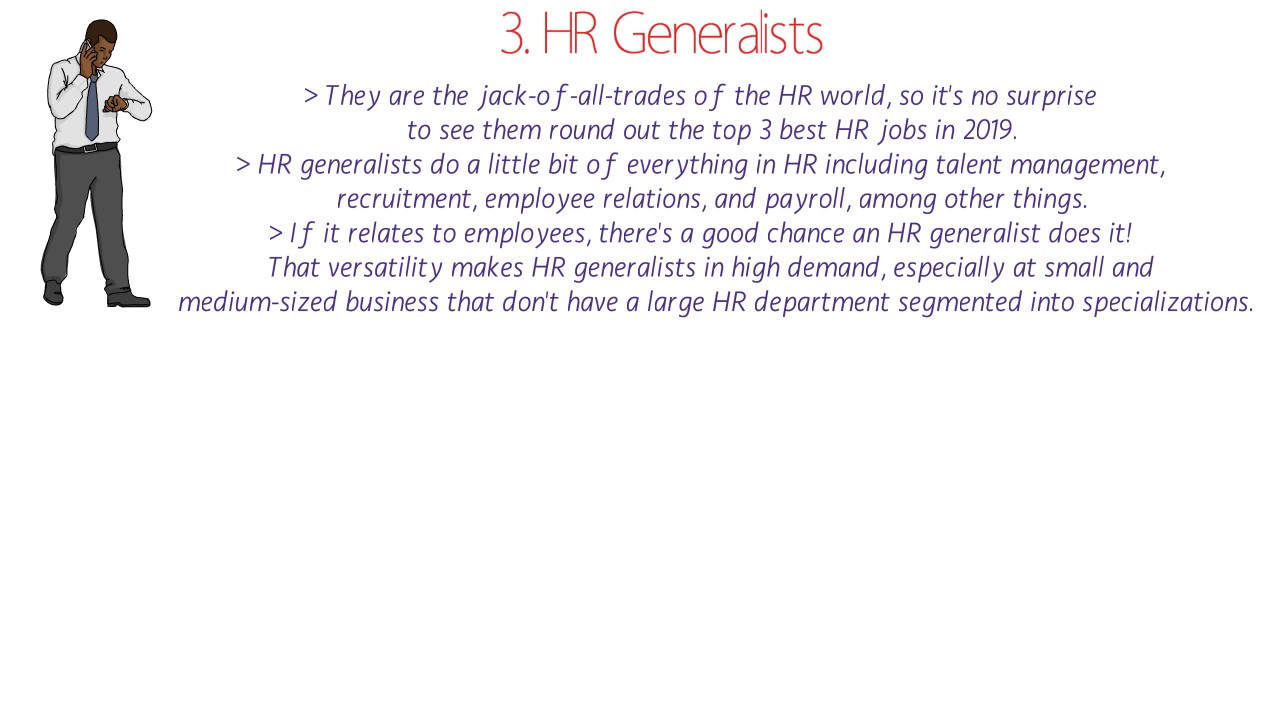 3. HR Generalists
> They are the jack-of-all-trades of the HR world, so it's no surprise
to see them round out the top 3 best HR jobs in 2019.
> HR generalists do a little bit of everything in HR including talent management,
recruitment, employee relations, and payroll, among other things.
> If it relates to employees, there's a good chance an HR generalist does it!
That versatility makes HR generalists in high demand, especially at small and
medium-sized business that don't have a large HR department segmented into specializations.